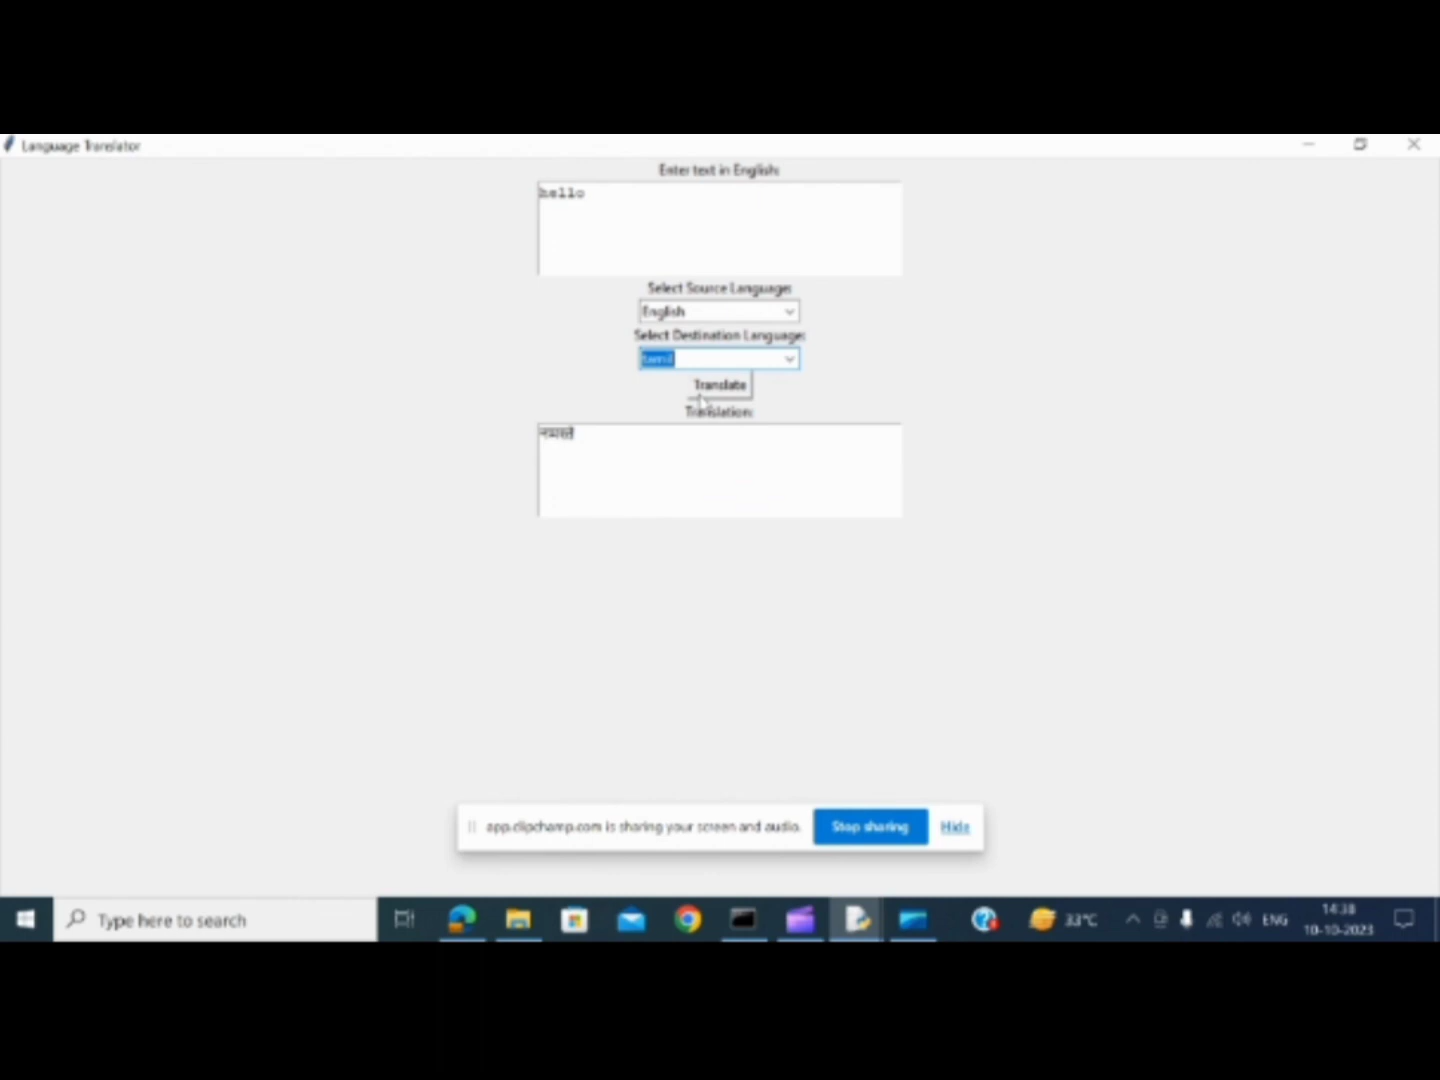 Language Translator
Enter text in English:
hello
Select Source Language:
English
Select Destination Language:
tamil
Translate
Translation:
नमस्ते
app.clipchamp.com is sharing your screen and audio.
Stop sharing
Hide
Type here to search
33°C
ENG
14:38
10-10-2023